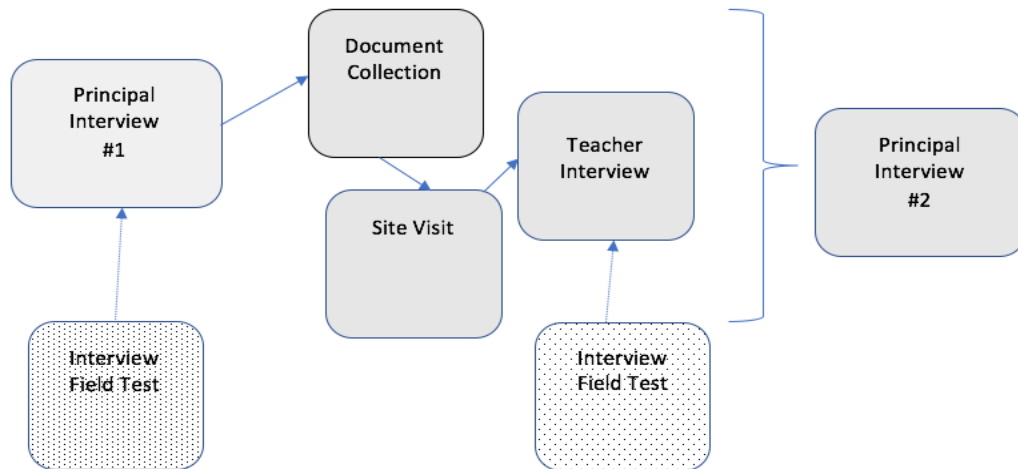 Principal
Interview
#1
Document
Collection
Site Visit
Teacher
Interview
Principal
Interview
#2
Interview
Field Test
Interview
Field Test